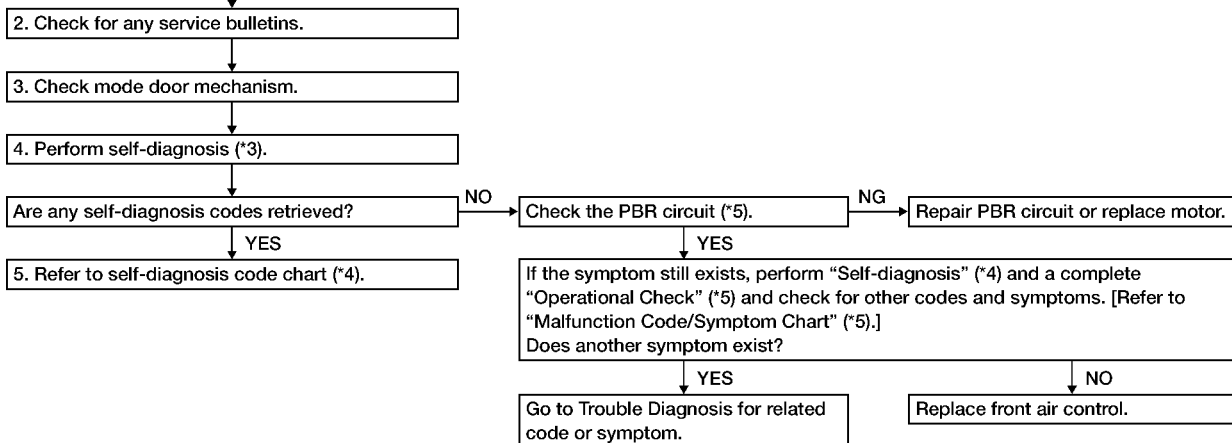 2. Check for any service bulletins.
3. Check mode door mechanism.
4. Perform self-diagnosis (*3).
Are any self-diagnosis codes retrieved?
NO
Check the PBR circuit (*5).
NG
Repair PBR circuit or replace motor.
YES
YES
5. Refer to self-diagnosis code chart (*4).
If the symptom still exists, perform “Self-diagnosis” (*4) and a complete
“Operational Check” (*5) and check for other codes and symptoms. [Refer to
“Malfunction Code/Symptom Chart” (*5).]
Does another symptom exist?
YES
NO
Go to Trouble Diagnosis for related
code or symptom.
Replace front air control.